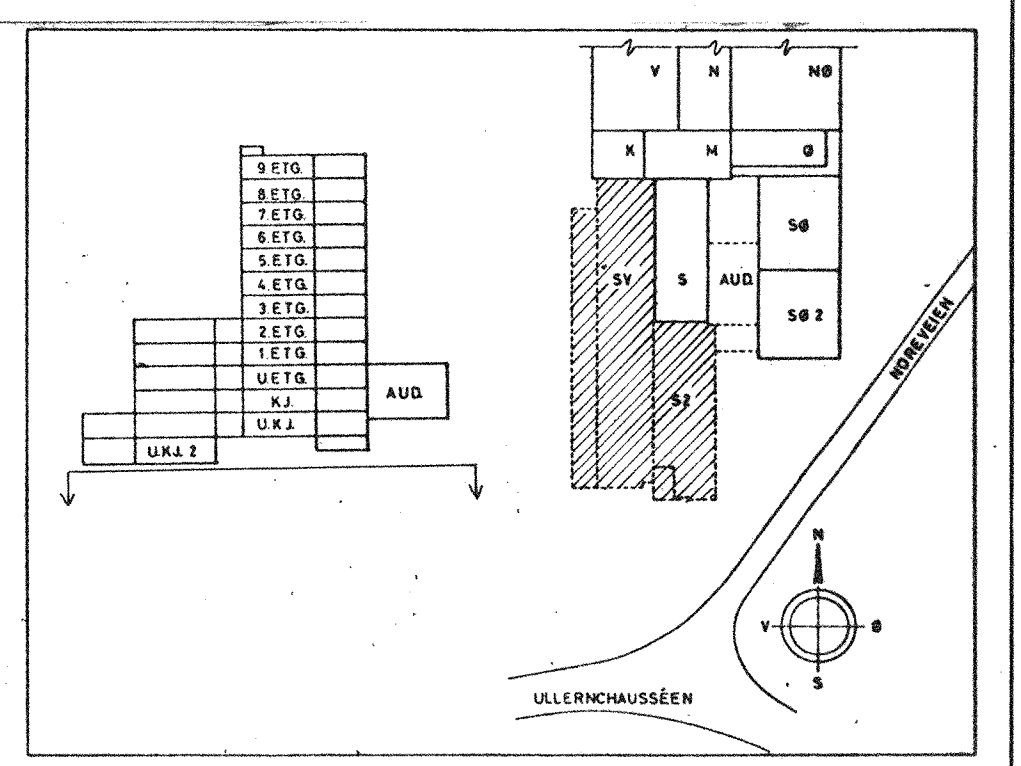 9.ETG.
8.ETG.
7.ETG.
6.ETG.
5.ETG.
4.ETG.
3.ETG.
2.ETG.
1.ETG.
U.ETG.
KJ.
U.KJ.
U.KJ. 2
AUD.
V N NØ
K M Ø
SV S AUD. SØ
SØ 2
S2
NOREVEIEN
ULLERNCHAUSSÉEN
N
V Ø
S